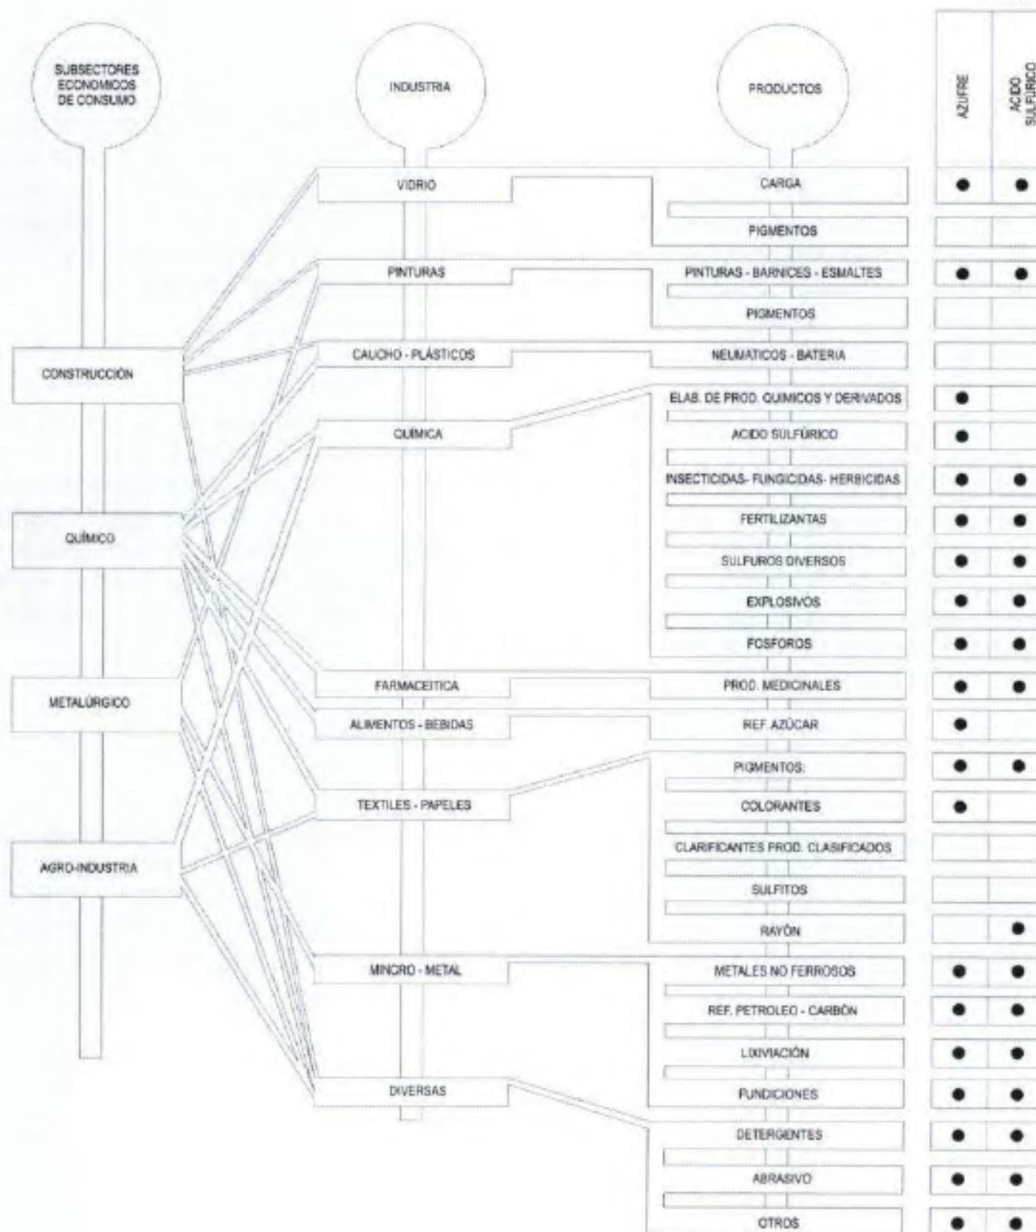 SUBSECTORES
ECONOMICOS
DE CONSUMO
INDUSTRIA
PRODUCTOS
AZUFRE
ACIDO
SULFÚRICO
CONSTRUCCIÓN
QUÍMICO
METALÚRGICO
AGRO-INDUSTRIA
VIDRIO
PINTURAS
CAUCHO - PLÁSTICOS
QUÍMICA
FARMACEITICA
ALIMENTOS - BEBIDAS
TEXTILES - PAPELES
MINCRO - METAL
DIVERSAS
CARGA
PIGMENTOS
PINTURAS - BARNICES - ESMALTES
PIGMENTOS
NEUMATICOS - BATERIA
ELAB. DE PROD. QUIMICOS Y DERIVADOS
ACIDO SULFÚRICO
INSECTICIDAS- FUNGICIDAS- HERBICIDAS
FERTILIZANTAS
SULFUROS DIVERSOS
EXPLOSIVOS
FOSFOROS
PROD. MEDICINALES
REF. AZÚCAR
PIGMENTOS:
COLORANTES
CLARIFICANTES PROD. CLASIFICADOS
SULFITOS
RAYÓN
METALES NO FERROSOS
REF. PETROLEO - CARBÓN
LIXIVIACIÓN
FUNDICIONES
DETERGENTES
ABRASIVO
OTROS